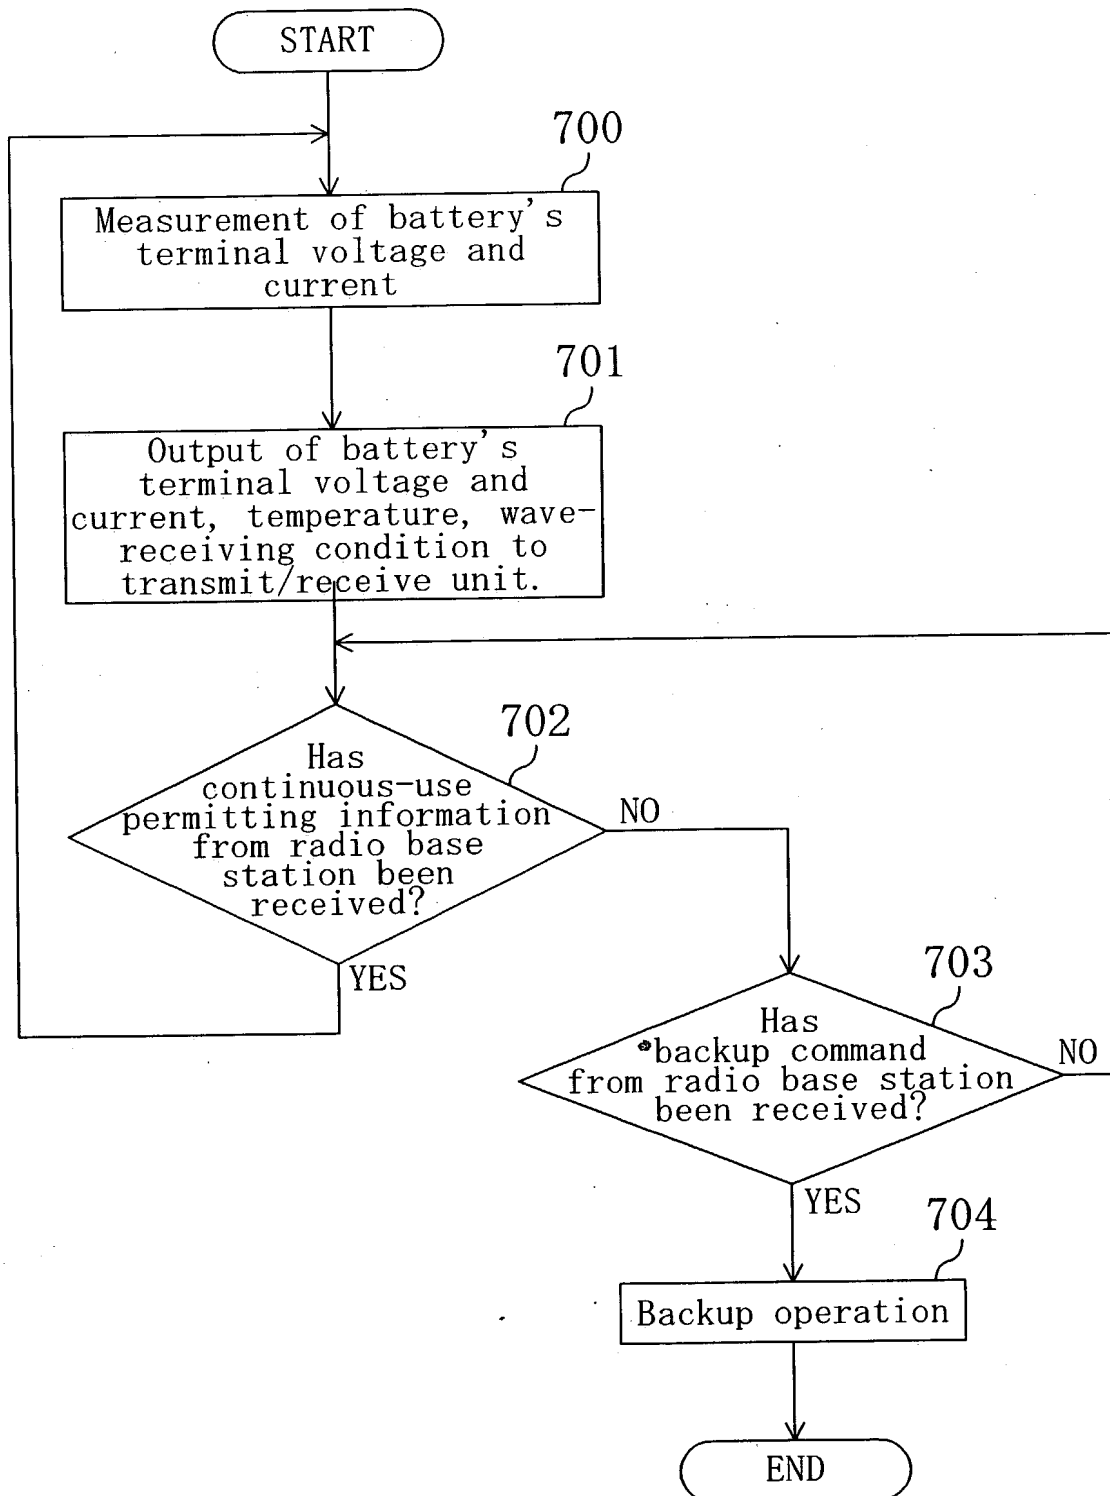 START
700
Measurement of battery's
terminal voltage and
current
701
Output of battery's
terminal voltage and
current, temperature, wave-
receiving condition to
transmit/receive unit.
702
Has
continuous-use
permitting information
from radio base
station been
received?
NO
YES
703
Has
backup command
from radio base station
been received?
NO
YES
704
Backup operation
END